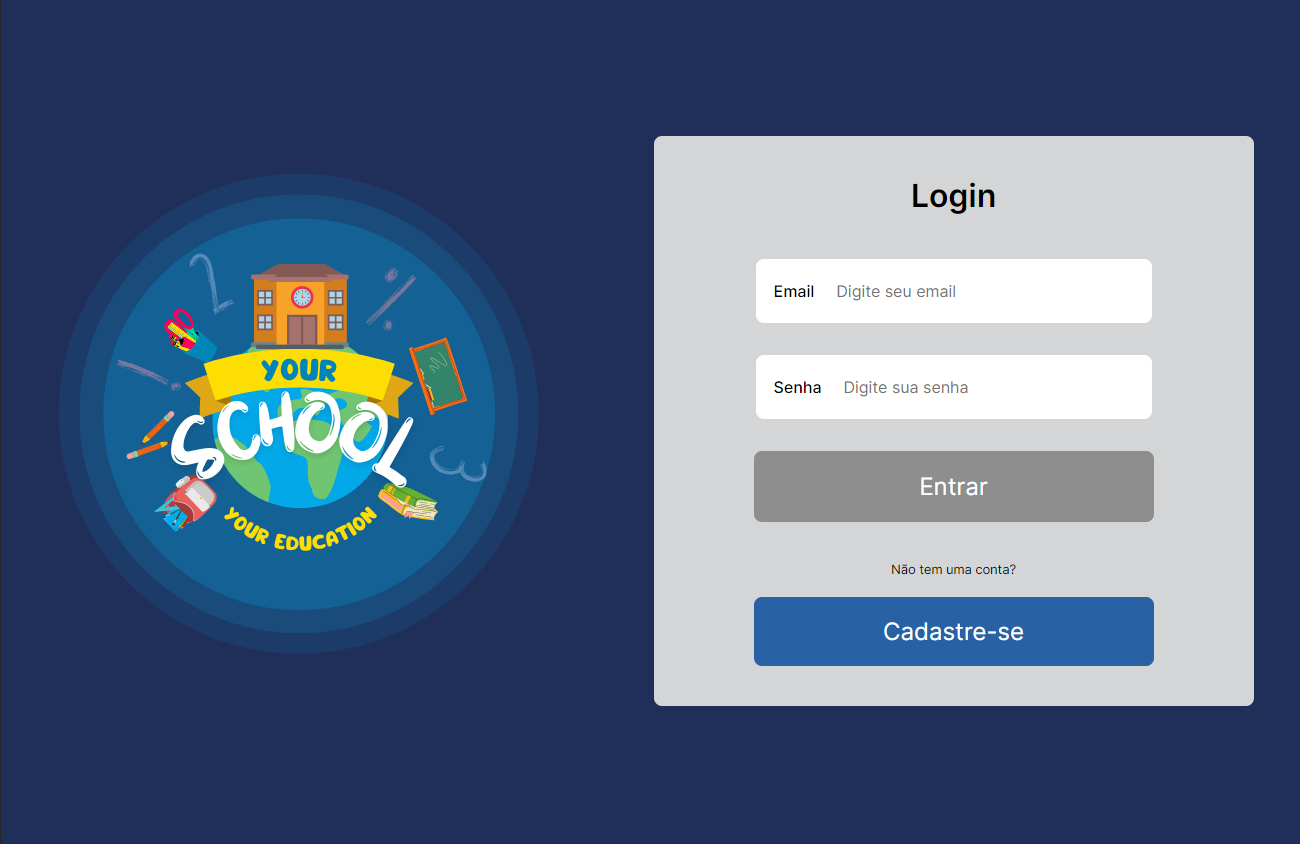 YOUR
SCHOOL
YOUR EDUCATION
Login
Email Digite seu email
Senha Digite sua senha
Entrar
Não tem uma conta?
Cadastre-se